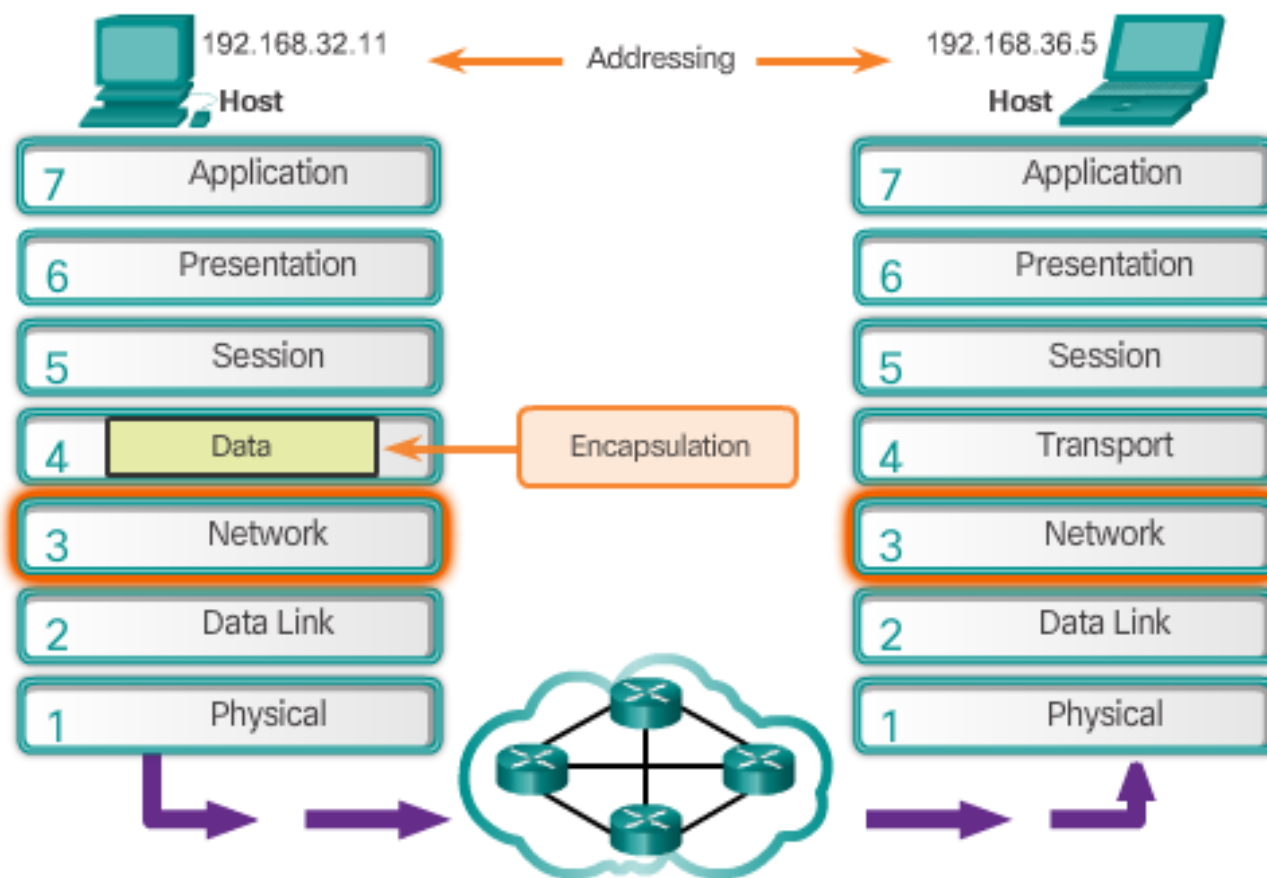 192.168.32.11
Addressing
192.168.36.5
Host
Host
7 Application
7 Application
6 Presentation
6 Presentation
5 Session
5 Session
4 Data
Encapsulation
4 Transport
3 Network
3 Network
2 Data Link
2 Data Link
1 Physical
1 Physical